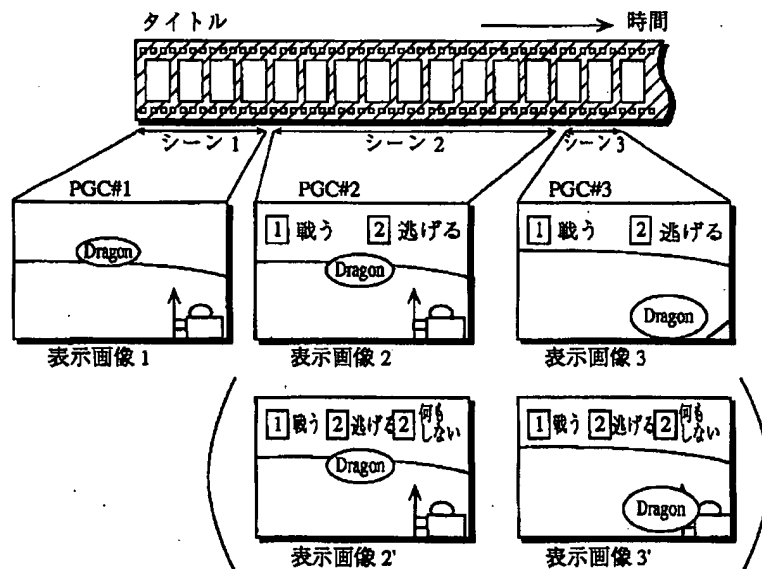 タイトル
時間
シーン 1
シーン 2
シーン 3
PGC#1
PGC#2
PGC#3
Dragon
1 戦う 2 逃げる
Dragon
1 戦う 2 逃げる
Dragon
表示画像 1
表示画像 2
表示画像 3
1 戦う 2 逃げる 2 何も
しない
Dragon
1 戦う 2 逃げる 2 何も
しない
Dragon
表示画像 2'
表示画像 3'